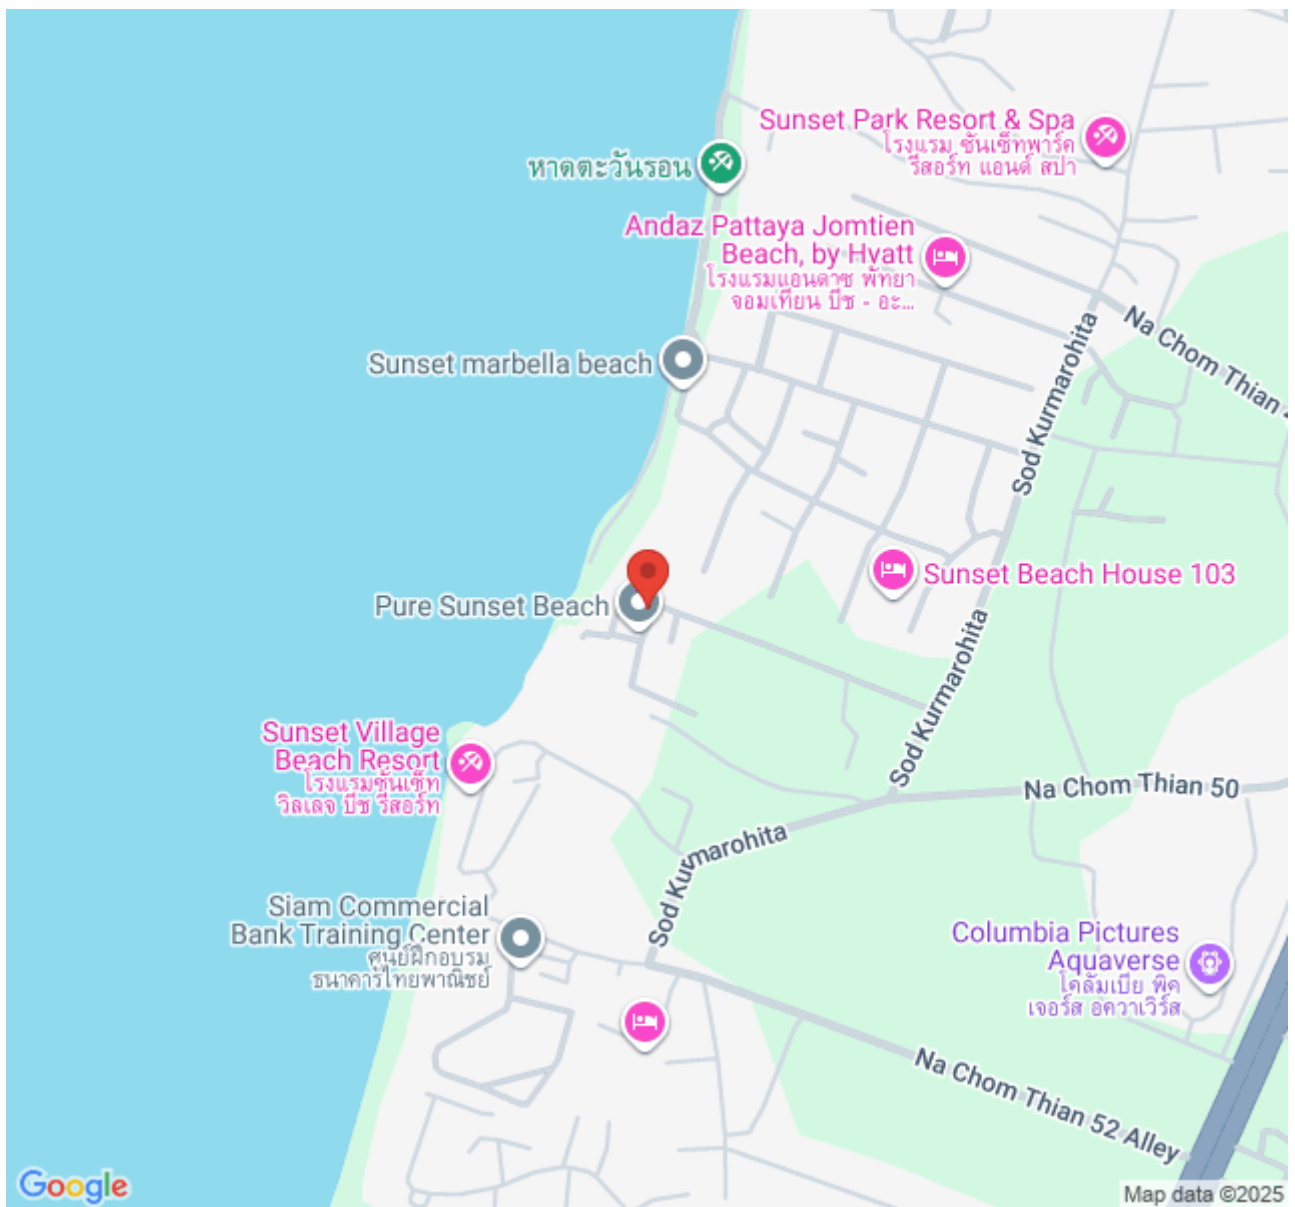 Sunset Park Resort & Spa
โรงแรม ซันเซ็ทพาร์ค
รีสอร์ท แอนด์ สปา
หาดตะวันรอน
Andaz Pattaya Jomtien
Beach, by Hyatt
โรงแรมแอนดาซ พัทยา
จอมเทียน บีช - อะ...
Na Chom Thian
Sunset marbella beach
Sod Kurmarohita
Sunset Beach House 103
Pure Sunset Beach
Sod Kurmarohita
Sunset Village
Beach Resort
โรงแรมซันเซ็ท
วิลเลจ บีช รีสอร์ท
Na Chom Thian 50
Sod Kurmarohita
Siam Commercial
Bank Training Center
ศูนย์ฝึกอบรม
ธนาคารไทยพาณิชย์
Columbia Pictures
Aquaverse
โคลัมเบีย พิค
เจอร์ส อควาเวิร์ส
Na Chom Thian 52 Alley
Google
Map data ©2025